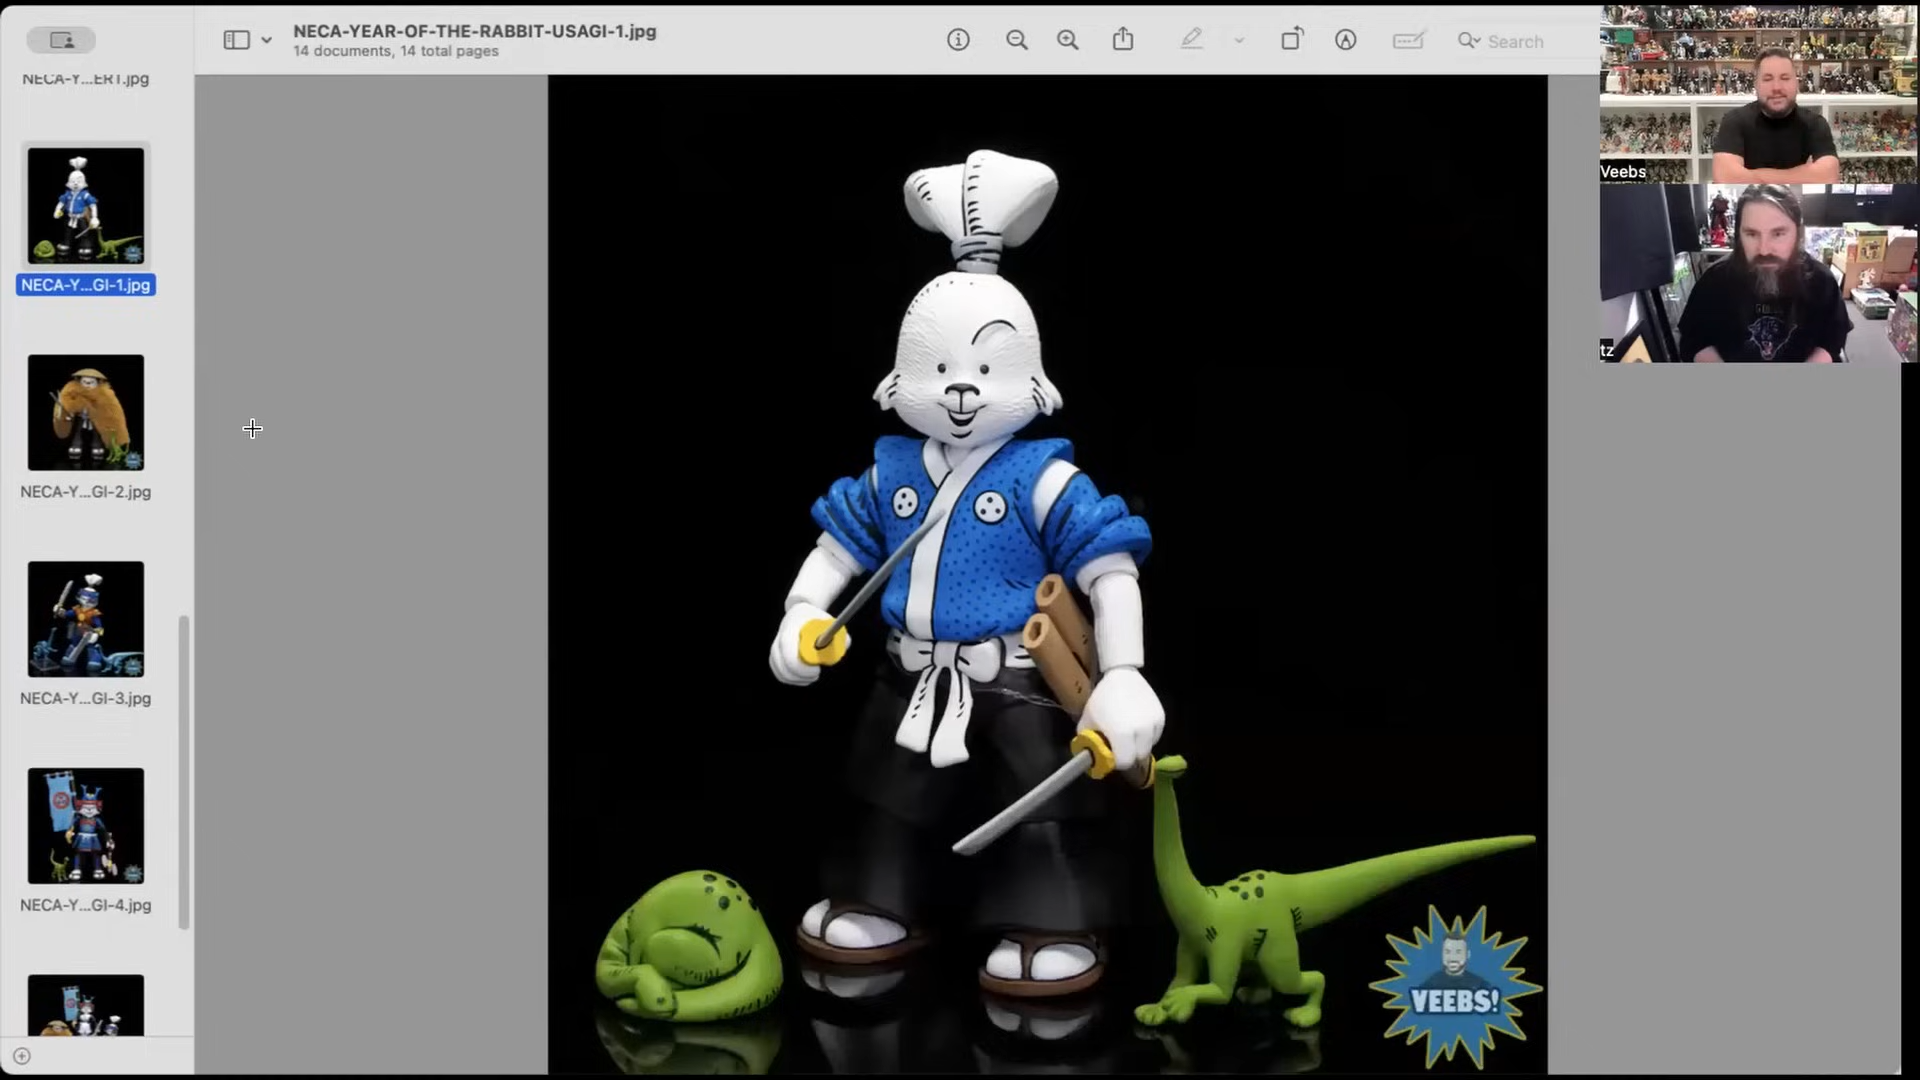 NECA-YEAR-OF-THE-RABBIT-USAGI-1.jpg
14 documents, 14 total pages
Search
NECA-Y...ER1.jpg
NECA-Y...GI-1.jpg
NECA-Y...GI-2.jpg
NECA-Y...GI-3.jpg
NECA-Y...GI-4.jpg
Veebs
tz
VEEBS!